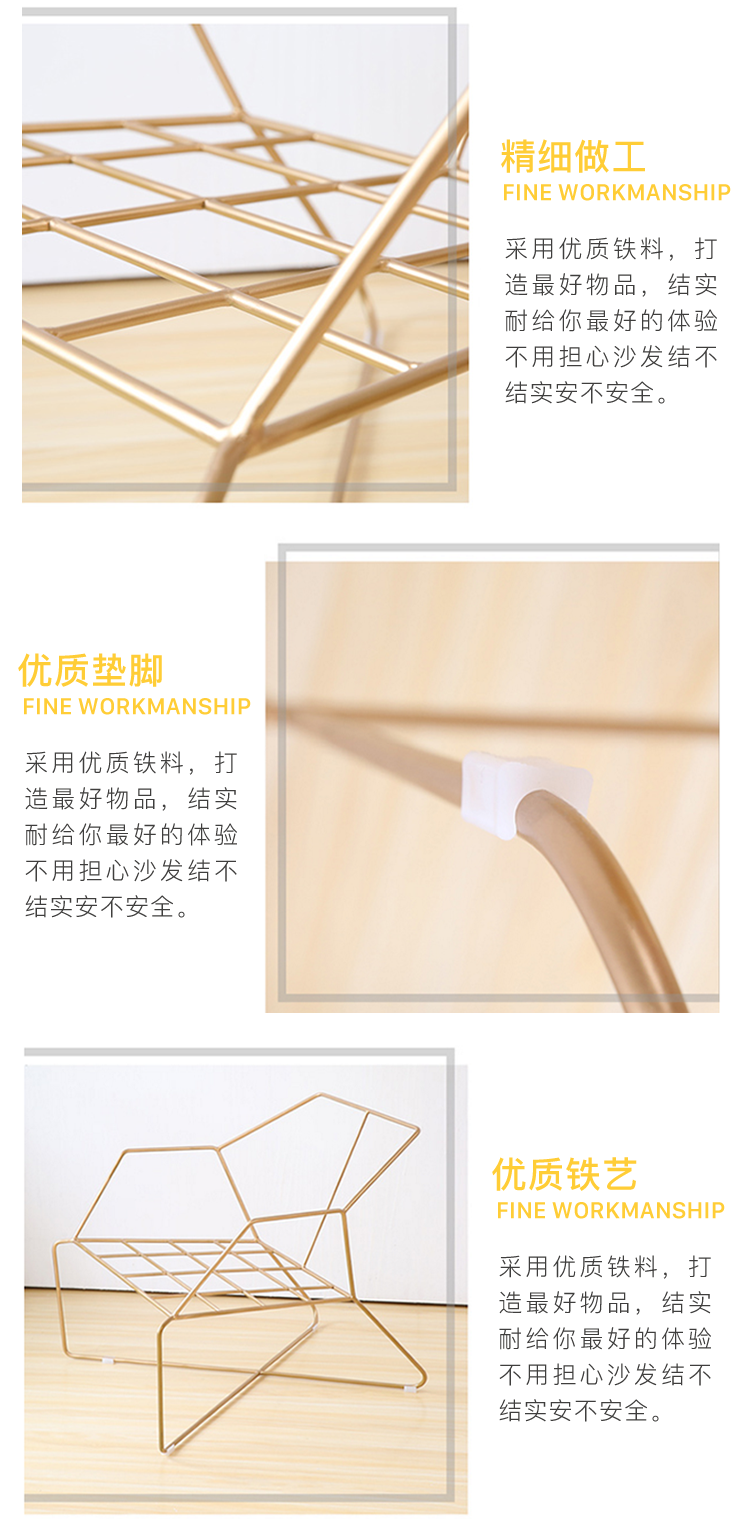 精细做工
FINE WORKMANSHIP
采用优质铁料，打
造最好物品，结实
耐给你最好的体验
不用担心沙发结不
结实安不安全。
优质垫脚
FINE WORKMANSHIP
采用优质铁料，打
造最好物品，结实
耐给你最好的体验
不用担心沙发结不
结实安不安全。
优质铁艺
FINE WORKMANSHIP
采用优质铁料，打
造最好物品，结实
耐给你最好的体验
不用担心沙发结不
结实安不安全。